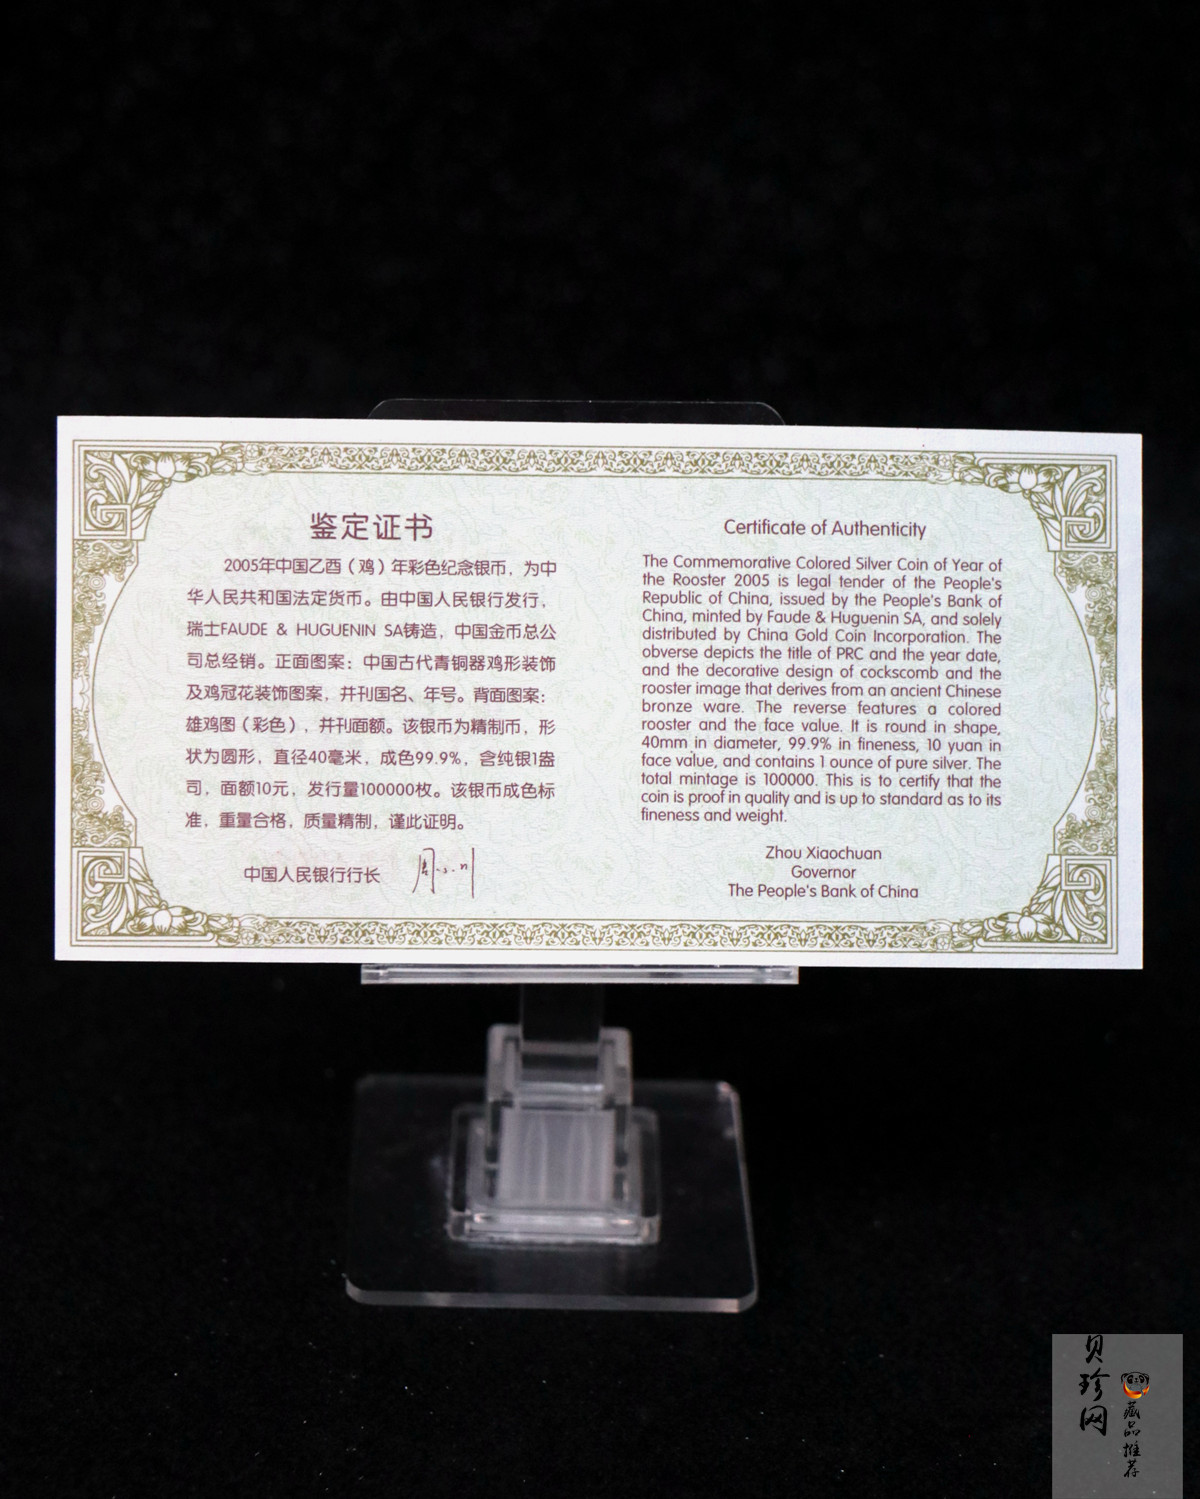 鉴定证书
2005年中国乙酉（鸡）年彩色纪念银币，为中
华人民共和国法定货币。由中国人民银行发行，
瑞士FAUDE & HUGUENIN SA铸造，中国金币总公
司总经销。正面图案：中国古代青铜器鸡形装饰
及鸡冠花装饰图案，并刊国名、年号。背面图案：
雄鸡图（彩色），并刊面额。该银币为精制币，形
状为圆形，直径40毫米，成色99.9%，含纯银1盎
司，面额10元，发行量100000枚。该银币成色标
准，重量合格，质量精制，谨此证明。
中国人民银行行长
Certificate of Authenticity
The Commemorative Colored Silver Coin of Year of
the Rooster 2005 is legal tender of the People's
Republic of China, issued by the People's Bank of
China, minted by Faude & Huguenin SA, and solely
distributed by China Gold Coin Incorporation. The
obverse depicts the title of PRC and the year date,
and the decorative design of cockscomb and the
rooster image that derives from an ancient Chinese
bronze ware. The reverse features a colored
rooster and the face value. It is round in shape,
40mm in diameter, 99.9% in fineness, 10 yuan in
face value, and contains 1 ounce of pure silver. The
total mintage is 100000. This is to certify that the
coin is proof in quality and is up to standard as to its
fineness and weight.
Zhou Xiaochuan
Governor
The People's Bank of China
贝珍网
藏品推荐